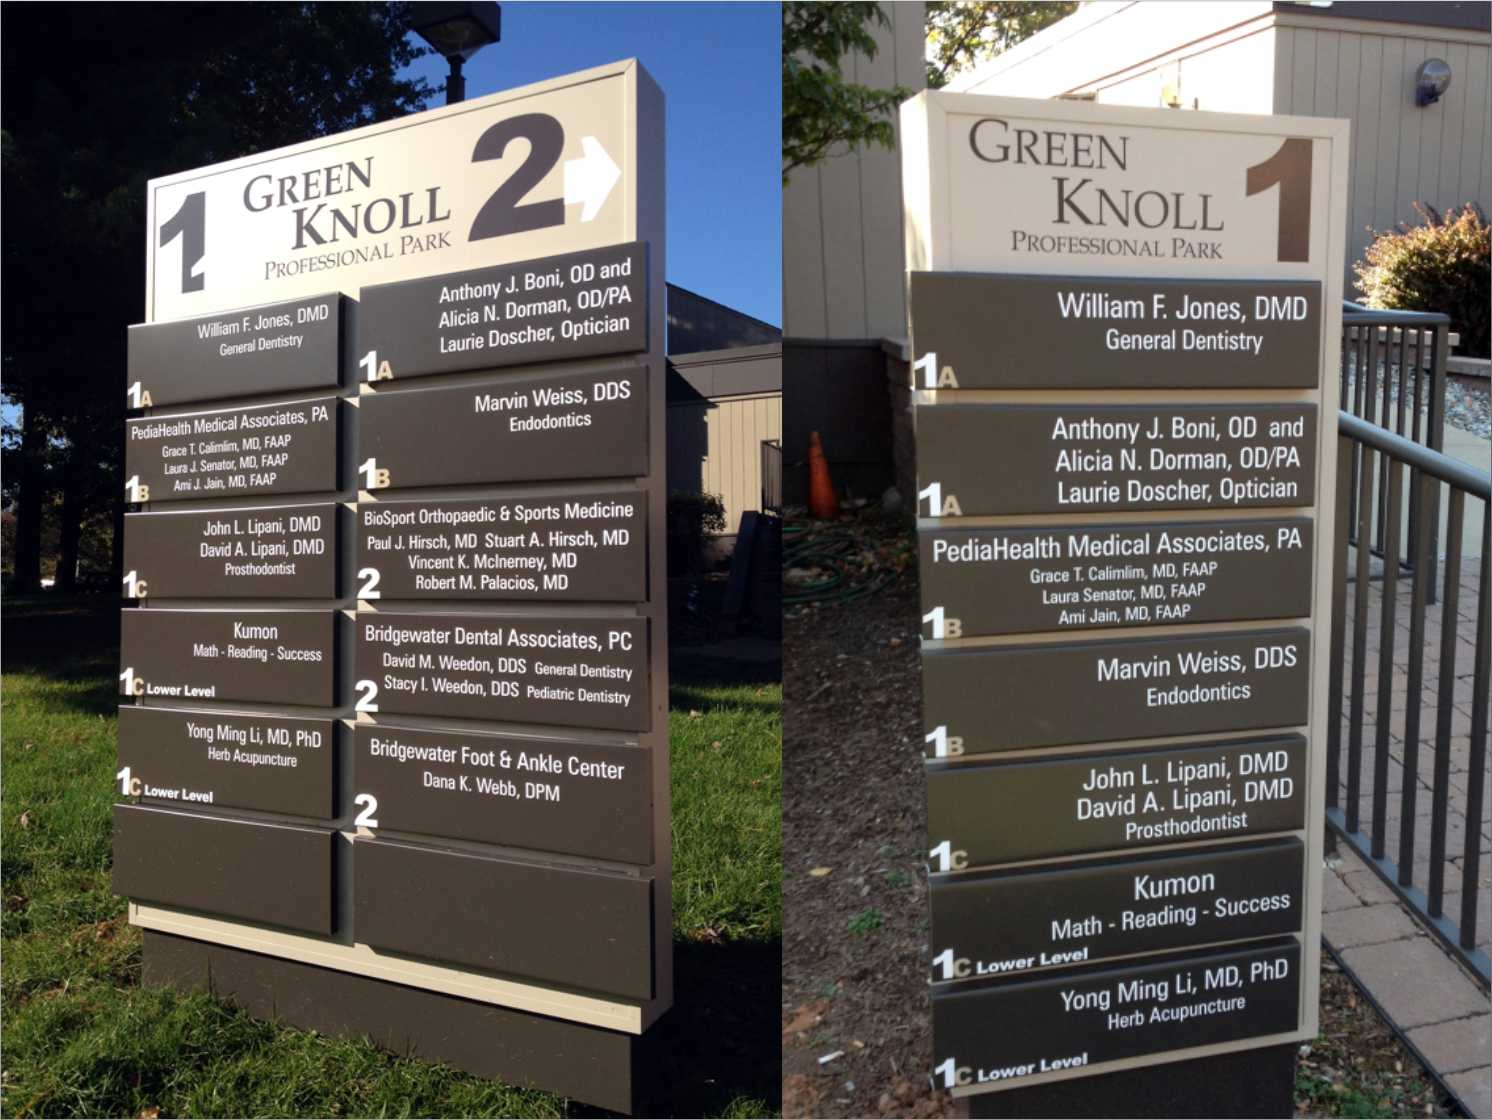 1
GREEN
KNOLL
PROFESSIONAL PARK
2
William F. Jones, DMD
General Dentistry
1A
PediaHealth Medical Associates, PA
Grace T. Calimlim, MD, FAAP
Laura J. Senator, MD, FAAP
Ami J. Jain, MD, FAAP
1B
John L. Lipani, DMD
David A. Lipani, DMD
Prosthodontist
1C
Kumon
Math - Reading - Success
1C Lower Level
Yong Ming Li, MD, PhD
Herb Acupuncture
1C Lower Level
Anthony J. Boni, OD and
Alicia N. Dorman, OD/PA
Laurie Doscher, Optician
1A
Marvin Weiss, DDS
Endodontics
1B
BioSport Orthopaedic & Sports Medicine
Paul J. Hirsch, MD Stuart A. Hirsch, MD
Vincent K. McInerney, MD
Robert M. Palacios, MD
2
Bridgewater Dental Associates, PC
David M. Weedon, DDS General Dentistry
Stacy I. Weedon, DDS Pediatric Dentistry
2
Bridgewater Foot & Ankle Center
Dana K. Webb, DPM
2
GREEN
KNOLL
PROFESSIONAL PARK
1
William F. Jones, DMD
General Dentistry
1A
Anthony J. Boni, OD and
Alicia N. Dorman, OD/PA
Laurie Doscher, Optician
1A
PediaHealth Medical Associates, PA
Grace T. Calimlim, MD, FAAP
Laura Senator, MD, FAAP
Ami Jain, MD, FAAP
1B
Marvin Weiss, DDS
Endodontics
1B
John L. Lipani, DMD
David A. Lipani, DMD
Prosthodontist
1C
Kumon
Math - Reading - Success
1C Lower Level
Yong Ming Li, MD, PhD
Herb Acupuncture
1C Lower Level